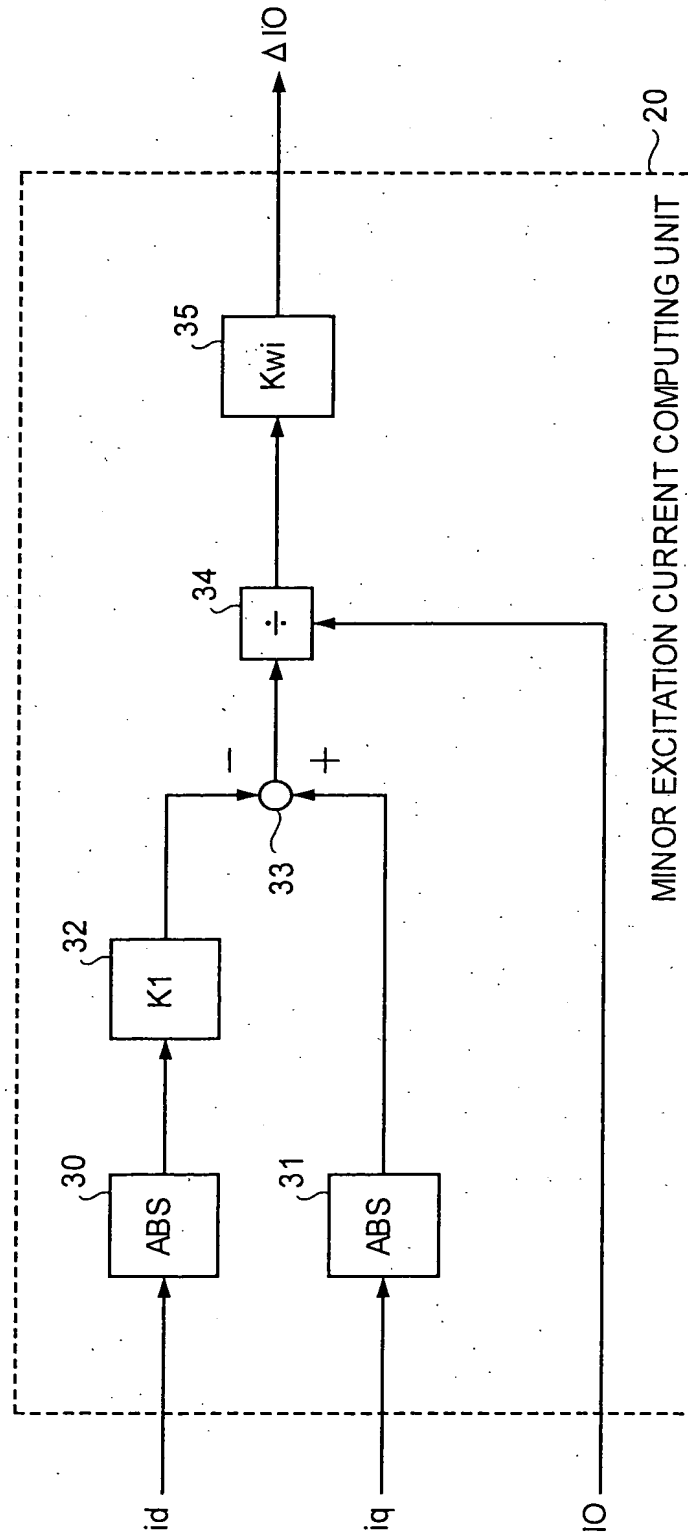 id
iq
IO
30
ABS
31
ABS
32
K1
33
−
+
34
÷
35
Kwi
Δ IO
20
MINOR EXCITATION CURRENT COMPUTING UNIT